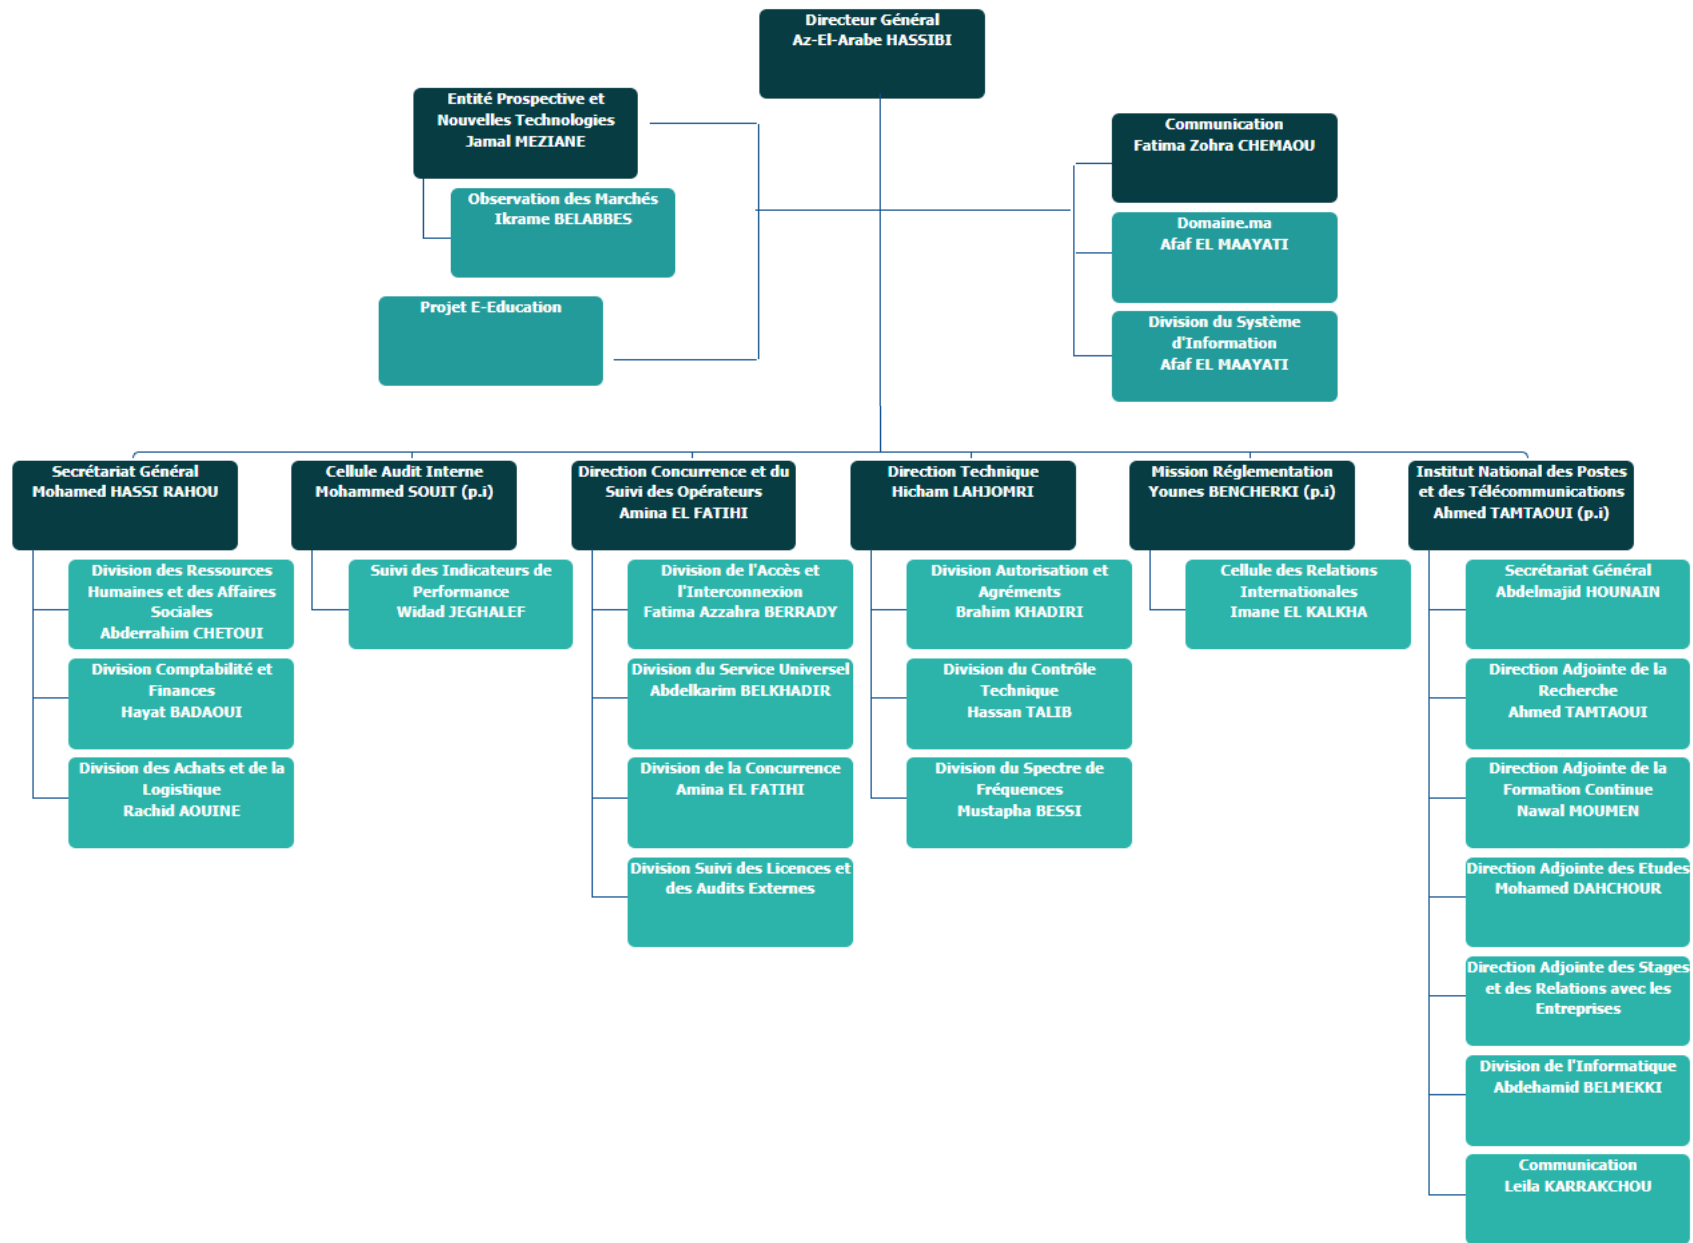 Directeur Général
Az-El-Arabe HASSIBI
Entité Prospective et
Nouvelles Technologies
Jamal MEZIANE
Observation des Marchés
Ikrame BELABBES
Projet E-Education
Communication
Fatima Zohra CHEMAOU
Domaine.ma
Afaf EL MAAYATI
Division du Système
d'Information
Afaf EL MAAYATI
Secrétariat Général
Mohamed HASSI RAHOU
Division des Ressources
Humaines et des Affaires
Sociales
Abderrahim CHETOUI
Division Comptabilité et
Finances
Hayat BADAOUI
Division des Achats et de la
Logistique
Rachid AOUINE
Cellule Audit Interne
Mohammed SOUIT (p.i)
Suivi des Indicateurs de
Performance
Widad JEGHALEF
Direction Concurrence et du
Suivi des Opérateurs
Amina EL FATIHI
Division de l'Accès et
l'Interconnexion
Fatima Azzahra BERRADY
Division du Service Universel
Abdelkarim BELKHADIR
Division de la Concurrence
Amina EL FATIHI
Division Suivi des Licences et
des Audits Externes
Direction Technique
Hicham LAHJOMRI
Division Autorisation et
Agréments
Brahim KHADIRI
Division du Contrôle
Technique
Hassan TALIB
Division du Spectre de
Fréquences
Mustapha BESSI
Mission Réglementation
Younes BENCHERKI (p.i)
Cellule des Relations
Internationales
Imane EL KALKHA
Institut National des Postes
et des Télécommunications
Ahmed TAMTAOUI (p.i)
Secrétariat Général
Abdelmajid HOUNAIN
Direction Adjointe de la
Recherche
Ahmed TAMTAOUI
Direction Adjointe de la
Formation Continue
Nawal MOUMEN
Direction Adjointe des Etudes
Mohamed DAHCHOUR
Direction Adjointe des Stages
et des Relations avec les
Entreprises
Division de l'Informatique
Abdehamid BELMEKKI
Communication
Leila KARRAKCHOU